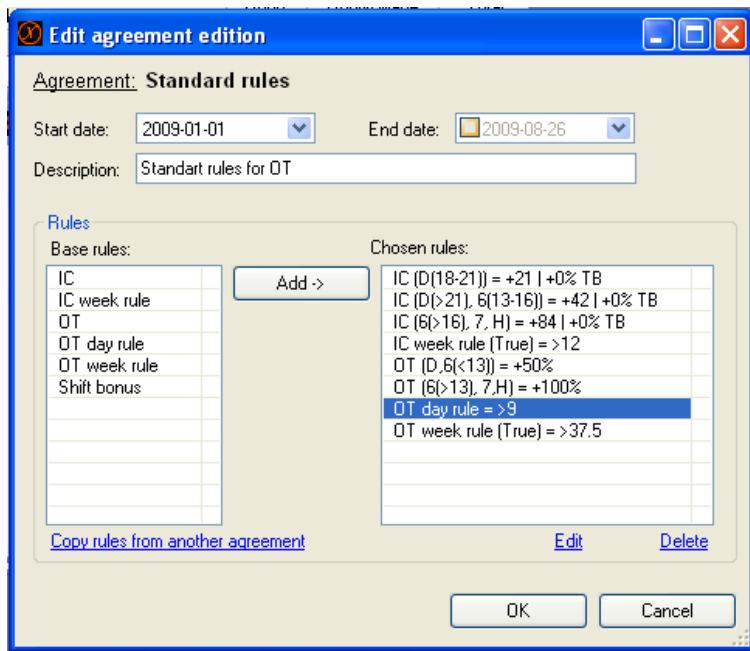 Edit agreement edition
Agreement: Standard rules
Start date: 2009-01-01 End date: 2009-08-26
Description: Standart rules for OT
Rules
Base rules:
IC
IC week rule
OT
OT day rule
OT week rule
Shift bonus
Add ->
Chosen rules:
IC (D(18-21)) = +21 | +0% TB
IC (D(>21), 6(13-16)) = +42 | +0% TB
IC (6(>16), 7, H) = +84 | +0% TB
IC week rule (True) = >12
OT (D,6(<13)) = +50%
OT (6(>13), 7,H) = +100%
OT day rule = >9
OT week rule (True) = >37.5
Copy rules from another agreement
Edit Delete
OK Cancel